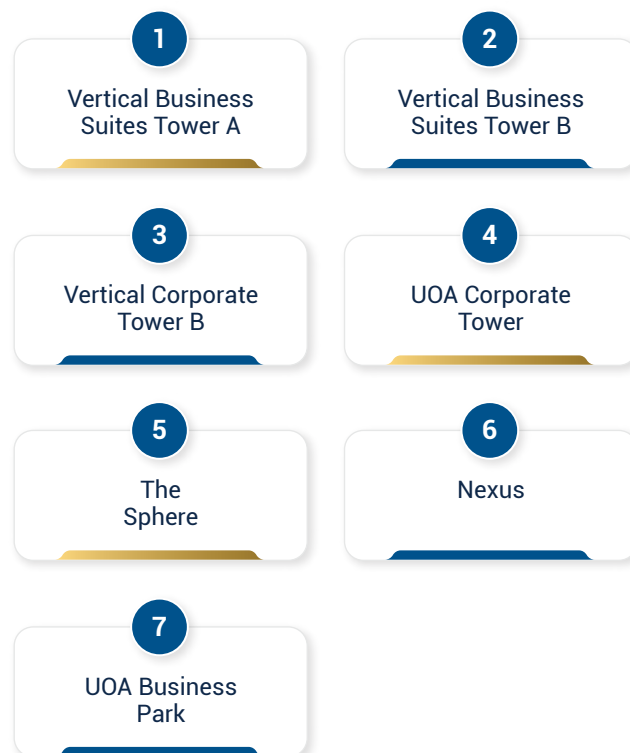 1
Vertical Business
Suites Tower A
2
Vertical Business
Suites Tower B
3
Vertical Corporate
Tower B
4
UOA Corporate
Tower
5
The
Sphere
6
Nexus
7
UOA Business
Park